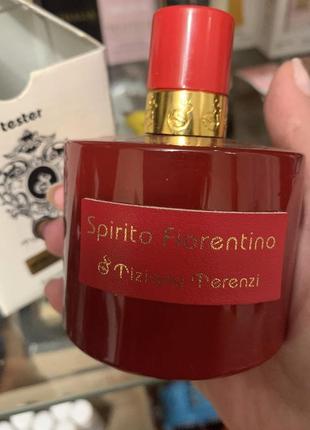 tester
Spirito Fiorentino
Tiziana Terenzi